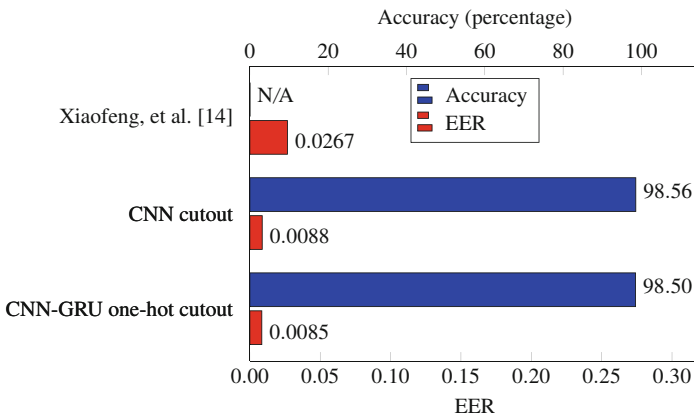 Accuracy (percentage)
0 20 40 60 80 100
N/A
Accuracy
Xiaofeng, et al. [14]
EER
0.0267
98.56
CNN cutout
0.0088
98.50
CNN-GRU one-hot cutout
0.0085
0.00 0.05 0.10 0.15 0.20 0.25 0.30
EER